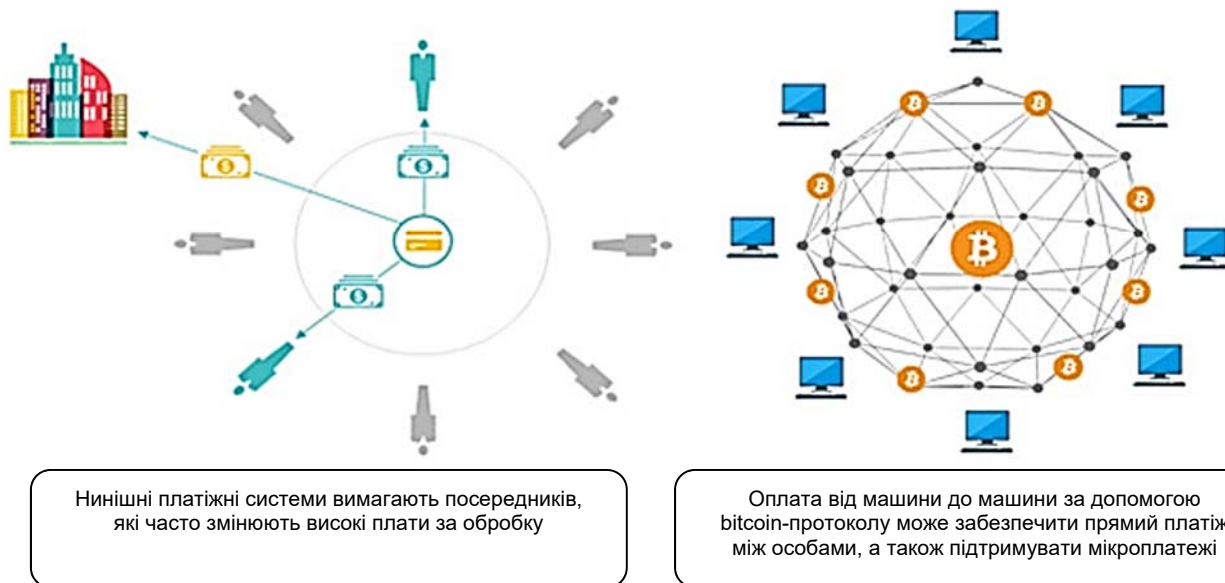 Нинішні платіжні системи вимагають посередників,
які часто змінюють високі плати за обробку
Оплата від машини до машини за допомогою
bitcoin-протоколу може забезпечити прямий платіж
між особами, а також підтримувати мікроплатежі